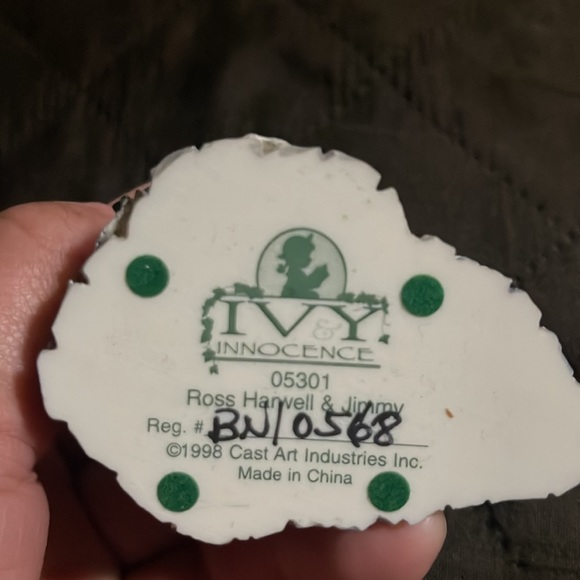 IVY
&
INNOCENCE
05301
Ross Harwell & Jimmy
Reg. # BN/0568
©1998 Cast Art Industries Inc.
Made in China